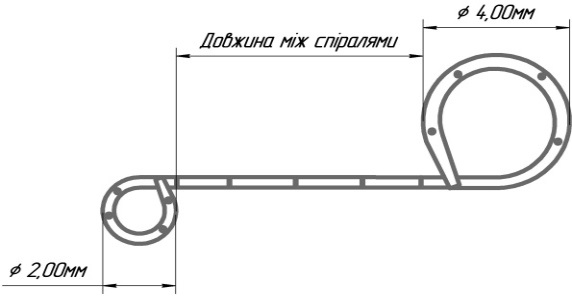 ϕ 4,00мм
Довжина між спіралями
ϕ 2,00мм